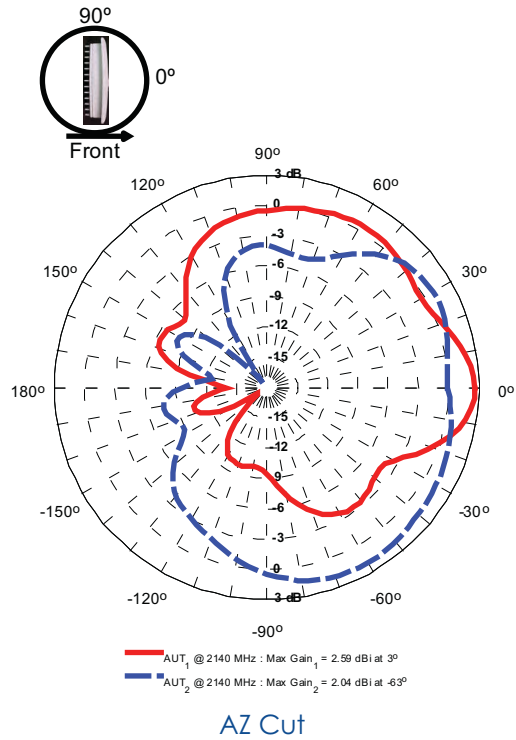 90º
0º
Front
90º
3 dB
120º
60º
0
-3
150º
30º
-6
-9
-12
-15
180º
0º
-15
-12
9
-150º
-30º
-6
-3
0
-120º
-60º
3 dB
-90º
AUT1 @ 2140 MHz : Max Gain1 = 2.59 dBi at 3º
AUT2 @ 2140 MHz : Max Gain2 = 2.04 dBi at -63º
AZ Cut